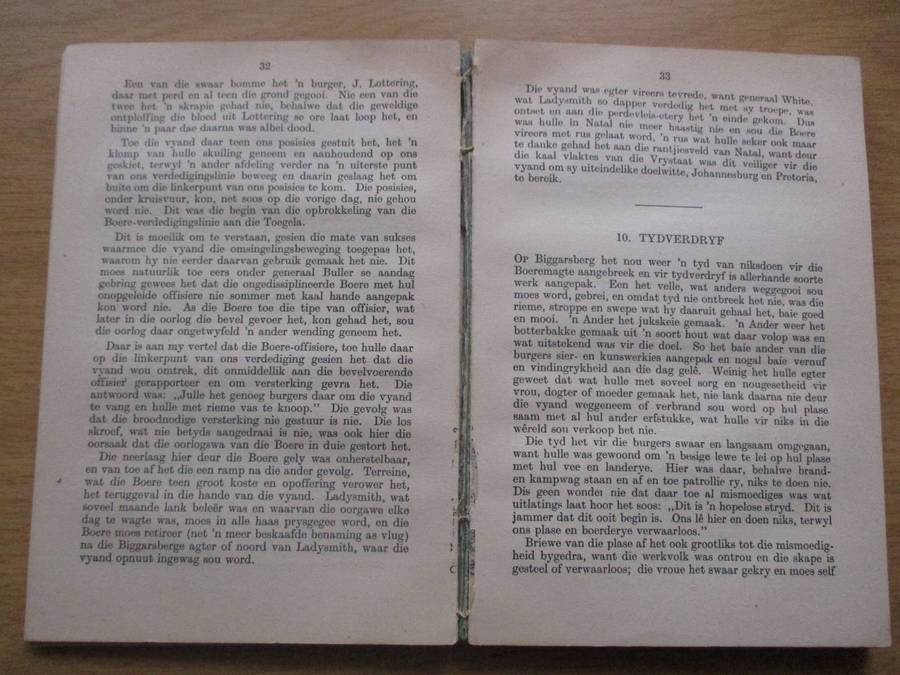 32
Een van die swaar bomme het 'n burger, J. Lottering,
daar met perd en al teen die grond gegooi. Nie een van die
twee het 'n skrapie gehad nie, behalwe dat die geweldige
ontploffing die bloed uit Lottering se ore laat loop het, en
binne 'n paar dae daarna was albei dood.
Toe die vyand daar teen ons posiesies gestuit het, het 'n
klomp van hulle skuiling geneem en aanhoudend op ons
geskiet, terwyl 'n ander afdeling verder na 'n uiterste punt
van ons verdedigingslinie beweeg en daarin geslaag het om
buite om die linkerpunt van ons posisies te kom. Die posisies,
onder kruisvuur, kon, net soos op die vorige dag, nie gehou
word nie. Dit was die begin van die opbrokkeling van die
Boere-verdedigingslinie aan die Toegela.
Dit is moeilik om te verstaan, gesien die mate van sukses
waarmee die vyand die omsingelingsbeweging toegepas het,
waarom hy nie eerder daarvan gebruik gemaak het nie. Dit
moes natuurlik toe eers onder generaal Buller se aandag
gebring gewees het dat die ongedissiplineerde Boere met hul
onopgeleide offisiere nie sommer met kaal hande aangepak
kon word nie. As die Boere toe die tipe van offisier, wat
later in die oorlog die bevel gevoer het, kon gehad het, sou
die oorlog daar ongetwyfeld 'n ander wending geneem het.
Daar is aan my vertel dat die Boere-offisiere, toe hulle daar
op die linkerpunt van ons verdediging gesien het dat die
vyand wou omtrek, dit onmiddellik aan die bevelvoerende
offisier gerapporteer en om versterking gevra het. Die
antwoord was: „Julle het genoeg burgers daar om die vyand
te vang en hulle met rieme vas te knoop." Die gevolg was
dat die broodnodige versterking nie gestuur is nie. Die los
skroef, wat nie betyds aangedraai is nie, was ook hier die
oorsaak dat die oorlogswa van die Boere in duie gestort het.
Die neerlaag hier deur die Boere gely was onherstelbaar,
en van toe af het die een ramp na die ander gevolg. Terreine,
wat die Boere teen groot koste en opoffering verower het,
het teruggeval in die hande van die vyand. Ladysmith, wat
soveel maande lank beleër was en waarvan die oorgawe elke
dag te wagte was, moes in alle haas prysgegee word, en die
Boere moes retireer (net 'n meer beskaafde benaming as vlug)
na die Biggarsberge agter of noord van Ladysmith, waar die
vyand opnuut ingewag sou word.
33
Die vyand was egter vireers tevrede, want generaal White,
wat Ladysmith so dapper verdedig het met sy troepe, was
ontset en aan die perdevleis-etery het 'n einde gekom. Dus
was hulle in Natal nie meer haastig nie en sou die Boere
vireers met rus gelaat word, 'n rus wat hulle seker ook maar
te danke gehad het aan die rantjiesveld van Natal, want deur
die kaal vlaktes van die Vrystaat was dit veiliger vir die
vyand om sy uiteindelike doelwitte, Johannesburg en Pretoria,
te bereik.
10. TYDVERDRYF
OP Biggarsberg het nou weer 'n tyd van niksdoen vir die
Boeremagte aangebreek en vir tydverdryf is allerhande soorte
werk aangepak. Een het velle, wat anders weggegooi sou
moes word, gebrei, en omdat tyd nie ontbreek het nie, was die
rieme, stroppe en swepe wat hy daaruit gehaal het, baie goed
en mooi. 'n Ander het jukskeie gemaak. 'n Ander weer het
botterbakke gemaak uit 'n soort hout wat daar volop was en
wat uitstekend was vir die doel. So het baie ander van die
burgers sier- en kunswerkies aangepak en nogal baie vernuf
en vindingrykheid aan die dag gelê. Weinig het hulle egter
geweet dat wat hulle met soveel sorg en nougesetheid vir
vrou, dogter of moeder gemaak het, nie lank daarna nie deur
die vyand weggeneem of verbrand sou word op hul plase
saam met al hul ander erfstukke, wat hulle vir niks in die
wêreld sou verkoop het nie.
Die tyd het vir die burgers swaar en langsaam omgegaan,
want hulle was gewoond om 'n besige lewe te lei op hul plase
met hul vee en landerye. Hier was daar, behalwe brand-
en kampwag staan en af en toe patrollie ry, niks te doen nie.
Dis geen wonder nie dat daar toe al mismoediges was wat
uitlatings laat hoor het soos: „Dit is 'n hopelose stryd. Dit is
jammer dat dit ooit begin is. Ons lê hier en doen niks, terwyl
ons plase en boerderye verwaarloos."
Briewe van die plase af het ook grootliks tot die mismoedig-
heid bygedra, want die werkvolk was ontrou en die skape is
gesteel of verwaarloos; die vroue het swaar gekry en moes self